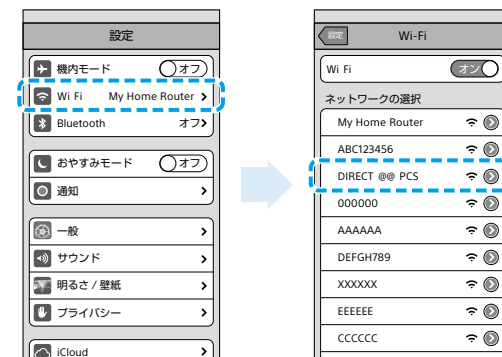 設定
機内モード オフ
Wi Fi My Home Router
Bluetooth オフ
おやすみモード オフ
通知
一般
サウンド
明るさ / 壁紙
プライバシー
iCloud
設定 Wi-Fi
Wi Fi オン
ネットワークの選択
My Home Router
ABC123456
DIRECT @@ PCS
000000
AAAAAA
DEFGH789
XXXXXX
EEEEEE
CCCCCC